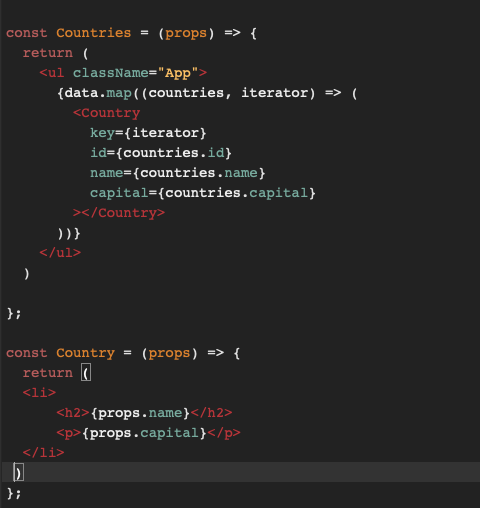 const Countries = (props) => {
  return (
    <ul className="App">
      {data.map((countries, iterator) => (
        <Country
          key={iterator}
          id={countries.id}
          name={countries.name}
          capital={countries.capital}
        ></Country>
      ))}
    </ul>
  )
};
const Country = (props) => {
  return (
  <li>
      <h2>{props.name}</h2>
      <p>{props.capital}</p>
  </li>
 )
};